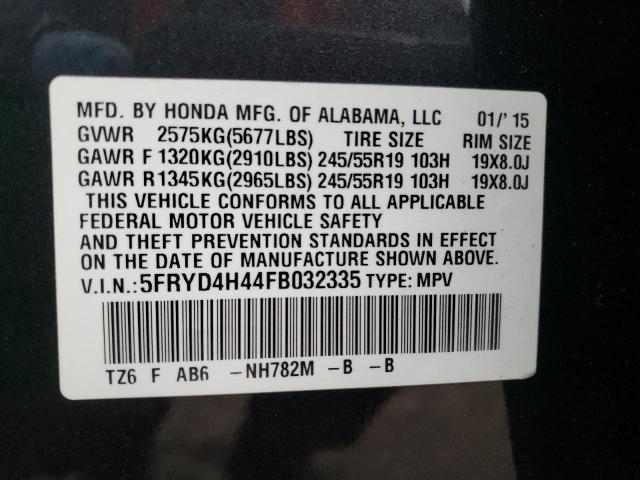 MFD. BY HONDA MFG. OF ALABAMA, LLC 01/'15
GVWR 2575KG(5677LBS) TIRE SIZE RIM SIZE
GAWR F 1320KG(2910LBS) 245/55R19 103H 19X8.0J
GAWR R 1345KG(2965LBS) 245/55R19 103H 19X8.0J
THIS VEHICLE CONFORMS TO ALL APPLICABLE
FEDERAL MOTOR VEHICLE SAFETY
AND THEFT PREVENTION STANDARDS IN EFFECT
ON THE DATE OF MANUFACTURE SHOWN ABOVE.
V.I.N.:5FRYD4H44FB032335 TYPE: MPV
TZ6 F AB6 -NH782M -B -B